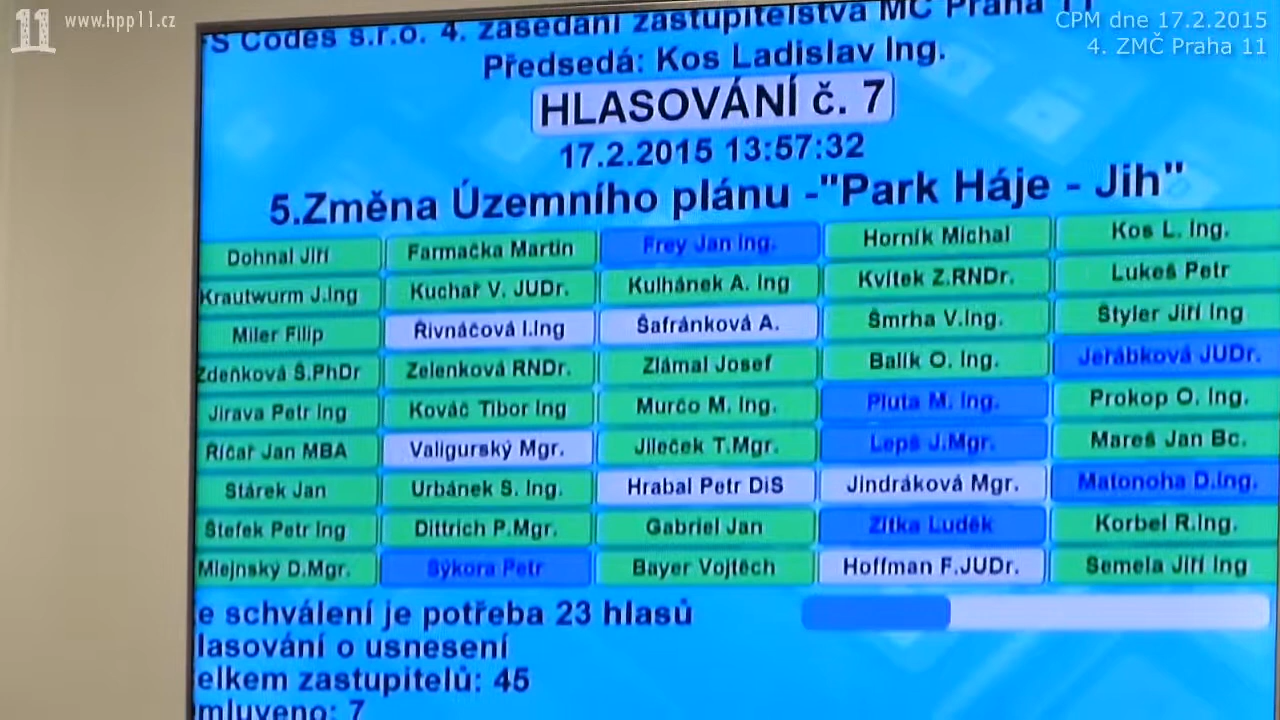 11 www.hpp11.cz
CPM dne 17.2.2015
4. ZMČ Praha 11
S Codes s.r.o. 4. zasedání zastupitelstva MČ Praha 11
Předsedá: Kos Ladislav Ing.
HLASOVÁNÍ č. 7
17.2.2015 13:57:32
5.Změna Územního plánu -"Park Háje - Jih"
Dohnal Jiří Farmačka Martin Frey Jan Ing. Horník Michal Kos L. Ing.
Krautwurm J.Ing Kuchař V. JUDr. Kulhánek A. Ing Kvítek Z.RNDr. Lukeš Petr
Miler Filip Řivnáčová I.Ing Šafránková A. Šmrha V.Ing. Štyler Jiří Ing
Zdeňková Š.PhDr Zelenková RNDr. Zlámal Josef Balík O. Ing. Jeřábková JUDr.
Jirava Petr Ing Kováč Tibor Ing Murčo M. Ing. Pluta M. Ing. Prokop O. Ing.
Říčař Jan MBA Valigurský Mgr. Jíleček T.Mgr. Lepš J.Mgr. Mareš Jan Bc.
Stárek Jan Urbánek S. Ing. Hrabal Petr DiS Jindráková Mgr. Matonoha D.Ing.
Štefek Petr Ing Dittrich P.Mgr. Gabriel Jan Zítka Luděk Korbel R.Ing.
Mlejnský D.Mgr. Sýkora Petr Bayer Vojtěch Hoffman F.JUDr. Semela Jiří Ing
e schválení je potřeba 23 hlasů
lasování o usnesení
elkem zastupitelů: 45
mluveno: 7